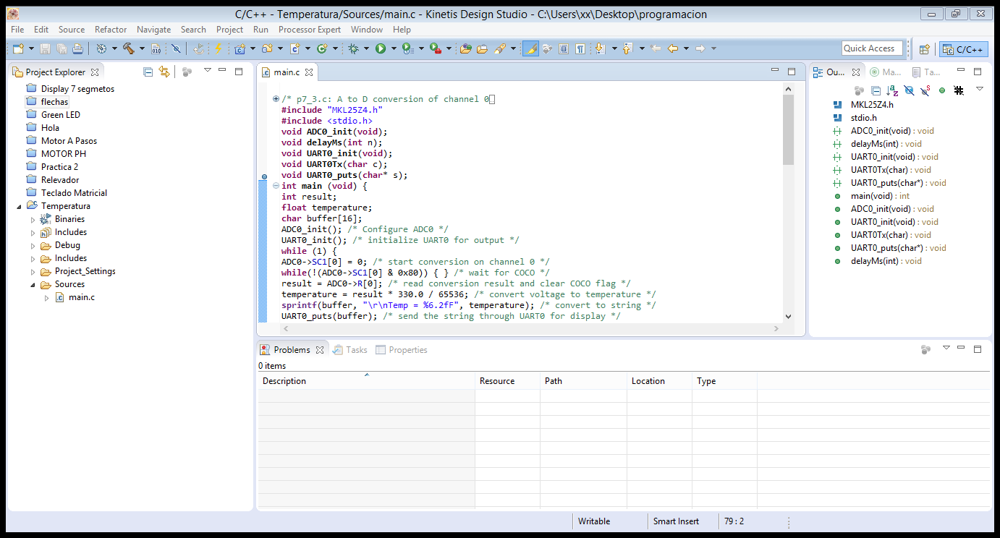 C/C++ - Temperatura/Sources/main.c - Kinetis Design Studio - C:\Users\xx\Desktop\programacion
File Edit Source Refactor Navigate Search Project Run Processor Expert Window Help
010
Quick Access
C/C++
Project Explorer
Display 7 segmetos
flechas
Green LED
Hola
Motor A Pasos
MOTOR PH
Practica 2
Relevador
Teclado Matricial
Temperatura
Binaries
Includes
Debug
Includes
Project_Settings
Sources
main.c
main.c
/* p7_3.c: A to D conversion of channel 0
#include "MKL25Z4.h"
#include <stdio.h>
void ADC0_init(void);
void delayMs(int n);
void UART0_init(void);
void UART0Tx(char c);
void UART0_puts(char* s);
int main (void) {
int result;
float temperature;
char buffer[16];
ADC0_init(); /* Configure ADC0 */
UART0_init(); /* initialize UART0 for output */
while (1) {
ADC0->SC1[0] = 0; /* start conversion on channel 0 */
while(!(ADC0->SC1[0] & 0x80)) { } /* wait for COCO */
result = ADC0->R[0]; /* read conversion result and clear COCO flag */
temperature = result * 330.0 / 65536; /* convert voltage to temperature */
sprintf(buffer, "\r\nTemp = %6.2fF", temperature); /* convert to string */
UART0_puts(buffer); /* send the string through UART0 for display */
Ou... Ma... Ta...
MKL25Z4.h
stdio.h
ADC0_init(void) : void
delayMs(int) : void
UART0_init(void) : void
UART0Tx(char) : void
UART0_puts(char*) : void
main(void) : int
ADC0_init(void) : void
UART0_init(void) : void
UART0Tx(char) : void
UART0_puts(char*) : void
delayMs(int) : void
Problems Tasks Properties
0 items
Description Resource Path Location Type
Writable Smart Insert 79 : 2